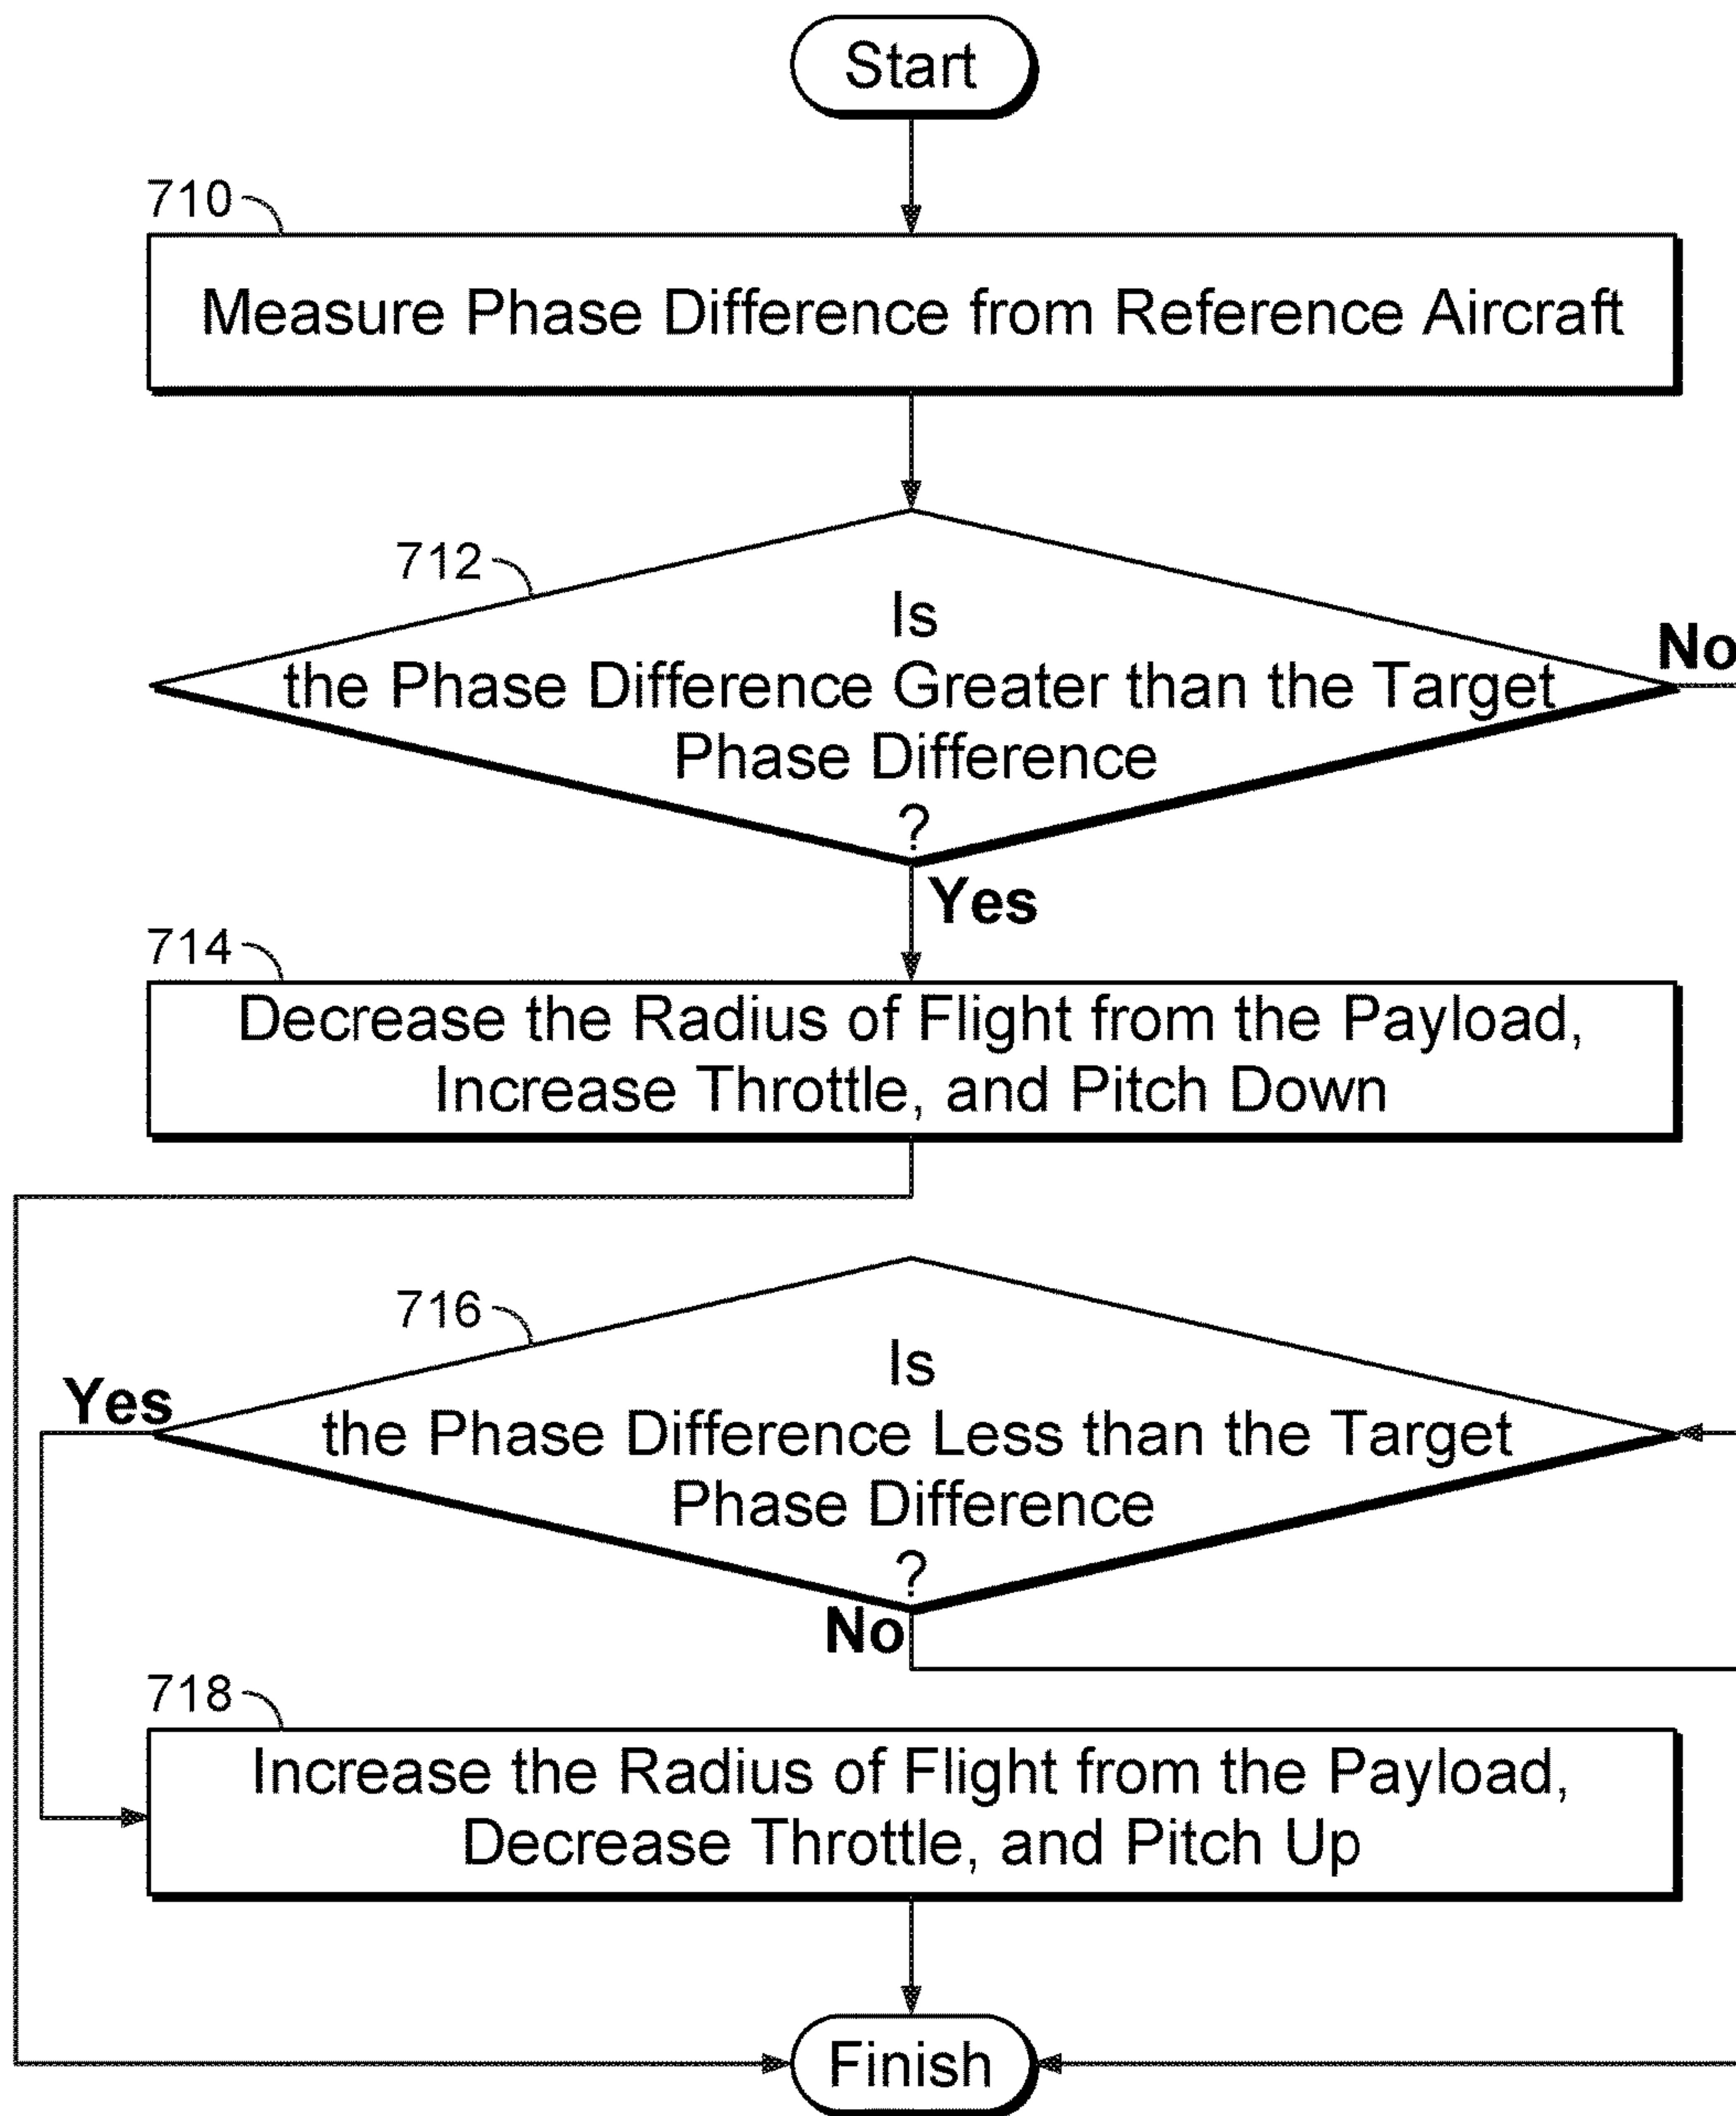 Start
710
Measure Phase Difference from Reference Aircraft
712
Is
the Phase Difference Greater than the Target
Phase Difference
?
No
Yes
714
Decrease the Radius of Flight from the Payload,
Increase Throttle, and Pitch Down
716
Is
the Phase Difference Less than the Target
Phase Difference
?
Yes
No
718
Increase the Radius of Flight from the Payload,
Decrease Throttle, and Pitch Up
Finish